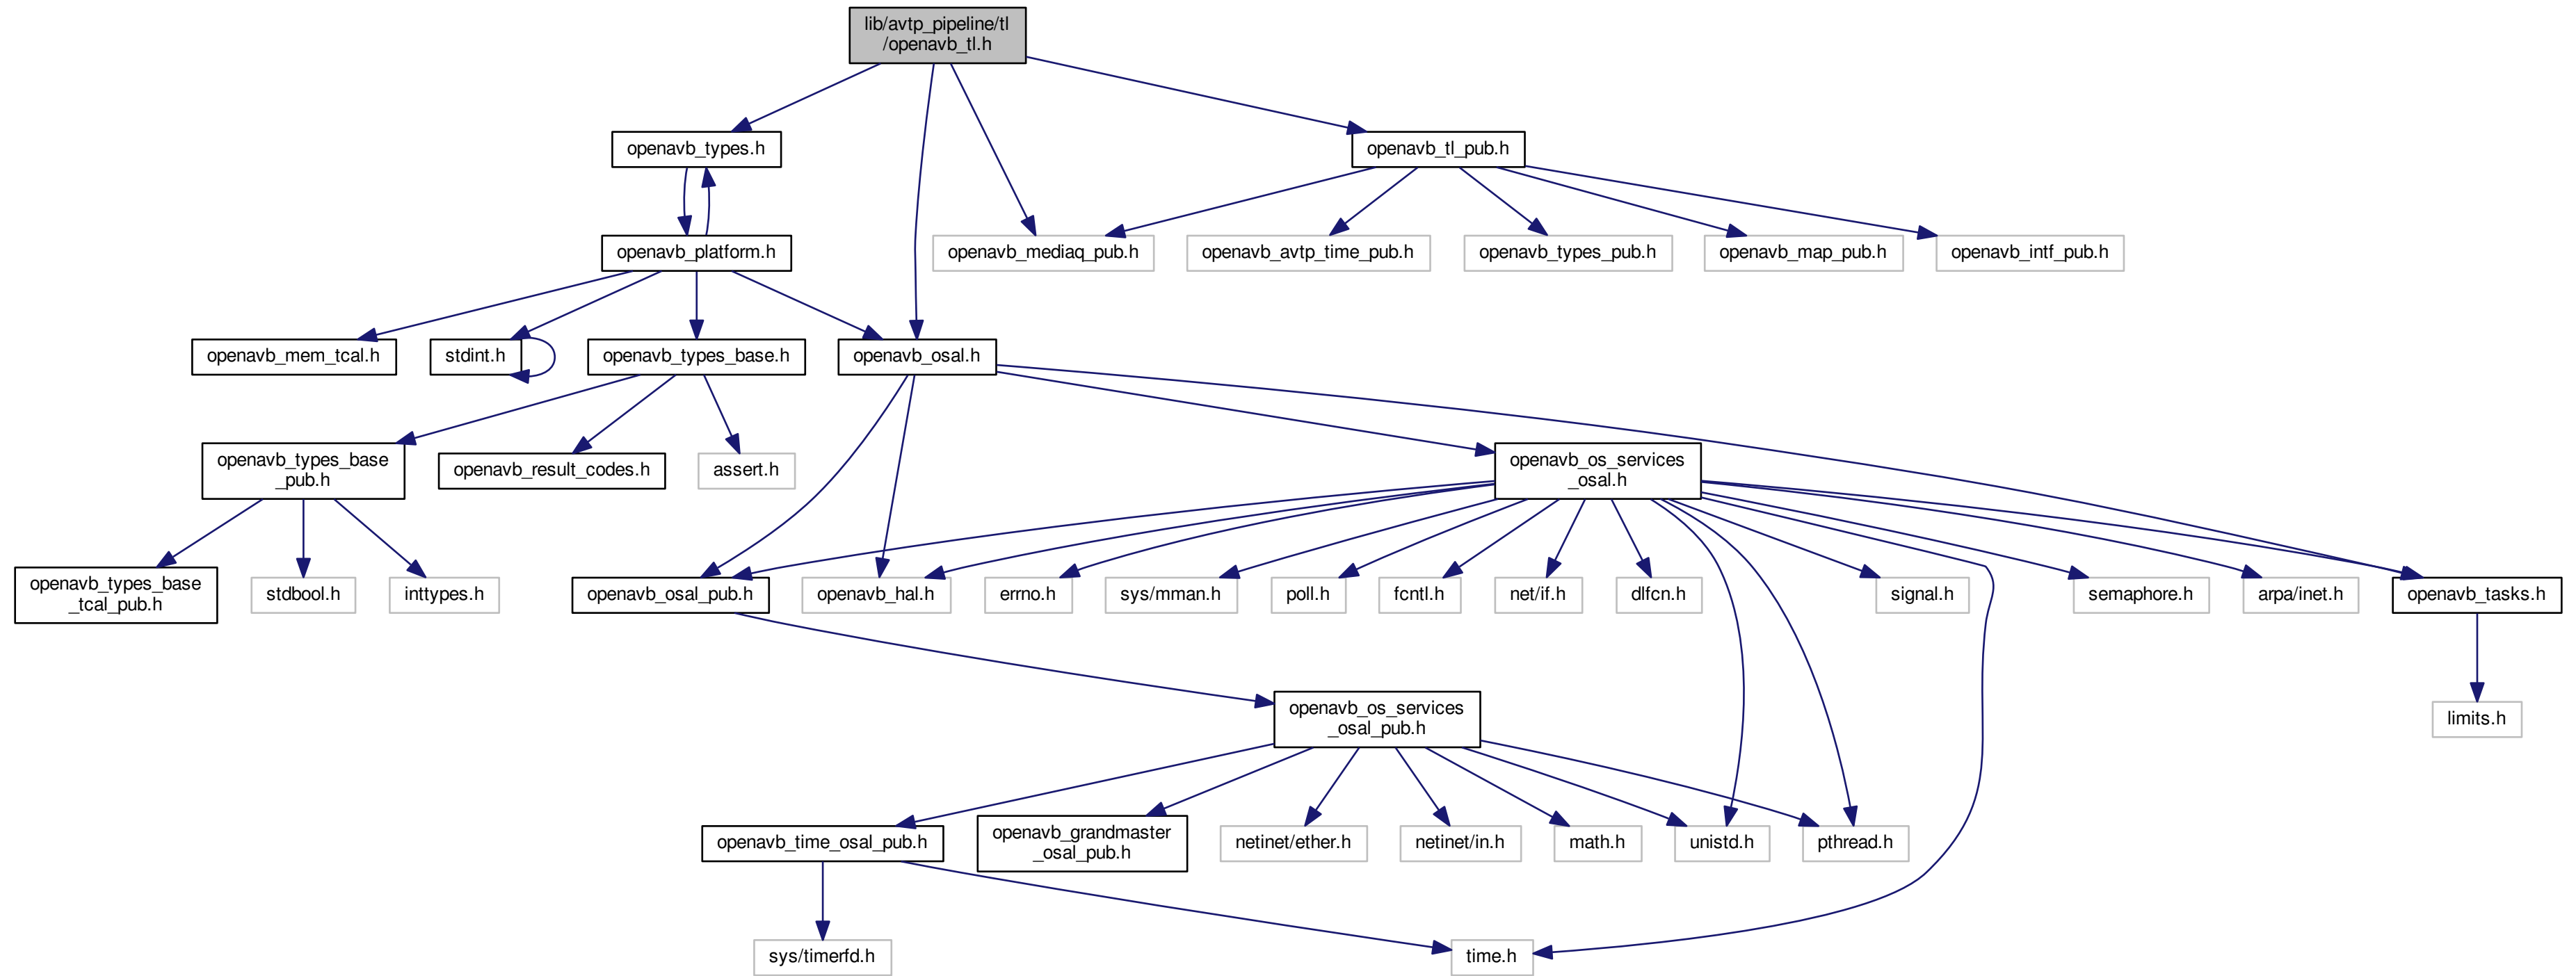 lib/avtp_pipeline/tl
/openavb_tl.h
openavb_types.h
openavb_tl_pub.h
openavb_platform.h
openavb_mediaq_pub.h
openavb_avtp_time_pub.h
openavb_types_pub.h
openavb_map_pub.h
openavb_intf_pub.h
openavb_mem_tcal.h
stdint.h
openavb_types_base.h
openavb_osal.h
openavb_types_base
_pub.h
openavb_result_codes.h
assert.h
openavb_os_services
_osal.h
openavb_types_base
_tcal_pub.h
stdbool.h
inttypes.h
openavb_osal_pub.h
openavb_hal.h
errno.h
sys/mman.h
poll.h
fcntl.h
net/if.h
dlfcn.h
signal.h
semaphore.h
arpa/inet.h
openavb_tasks.h
openavb_os_services
_osal_pub.h
limits.h
openavb_time_osal_pub.h
openavb_grandmaster
_osal_pub.h
netinet/ether.h
netinet/in.h
math.h
unistd.h
pthread.h
sys/timerfd.h
time.h